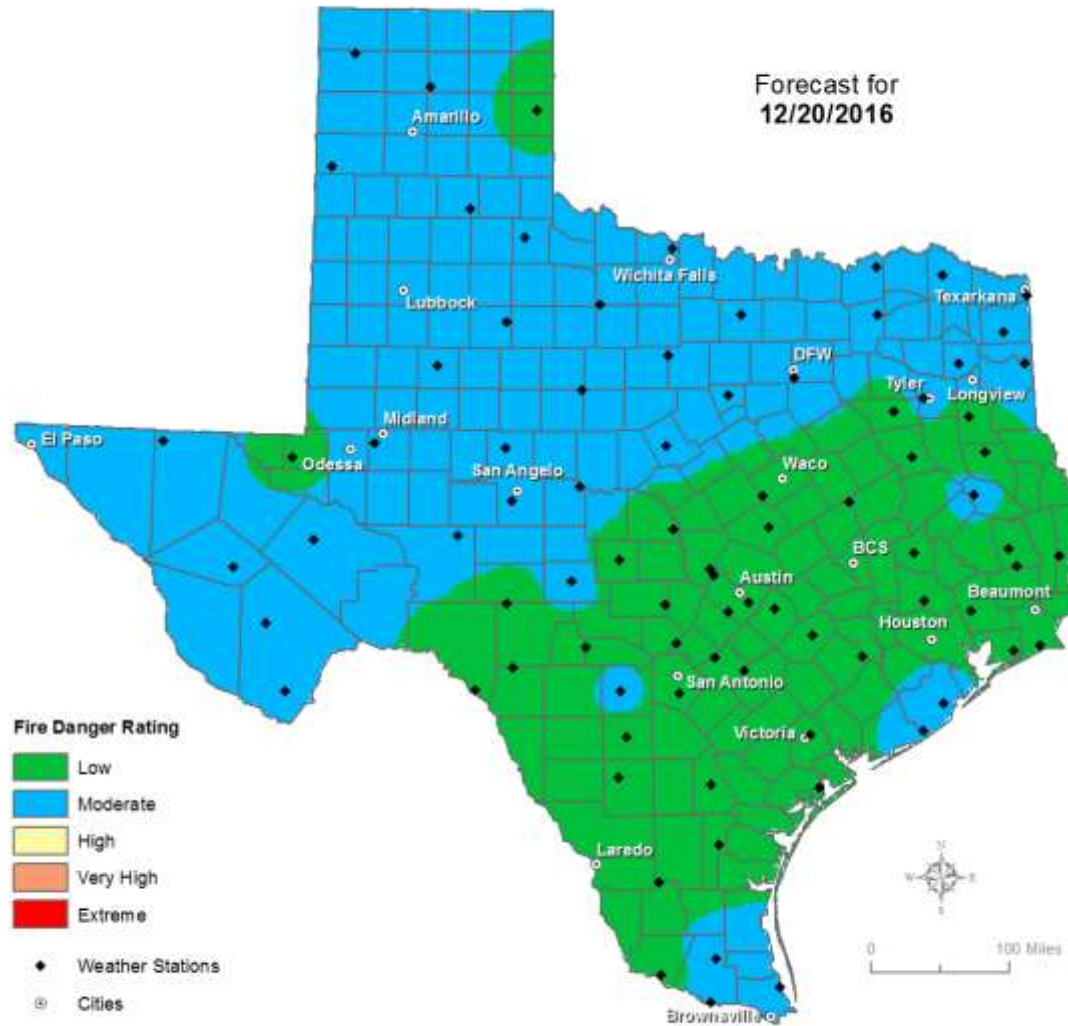 Forecast for
12/20/2016
Amarillo
Wichita Falls
Lubbock
Texarkana
DFW
Tyler
Longview
El Paso
Midland
Odessa
San Angelo
Waco
BCS
Austin
Beaumont
Houston
San Antonio
Victoria
Laredo
Brownsville
Fire Danger Rating
Low
Moderate
High
Very High
Extreme
Weather Stations
Cities
N
W E
S
0 100 Miles